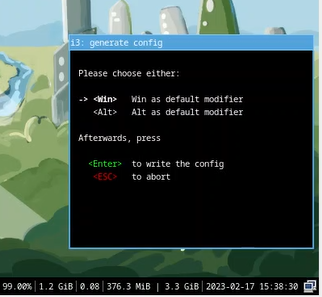 i3: generate config
Please choose either:
-> <Win> Win as default modifier
<Alt> Alt as default modifier
Afterwards, press
<Enter> to write the config
<ESC> to abort
99.00% | 1.2 GiB | 0.08 | 376.3 MiB | 3.3 GiB | 2023-02-17 15:38:30